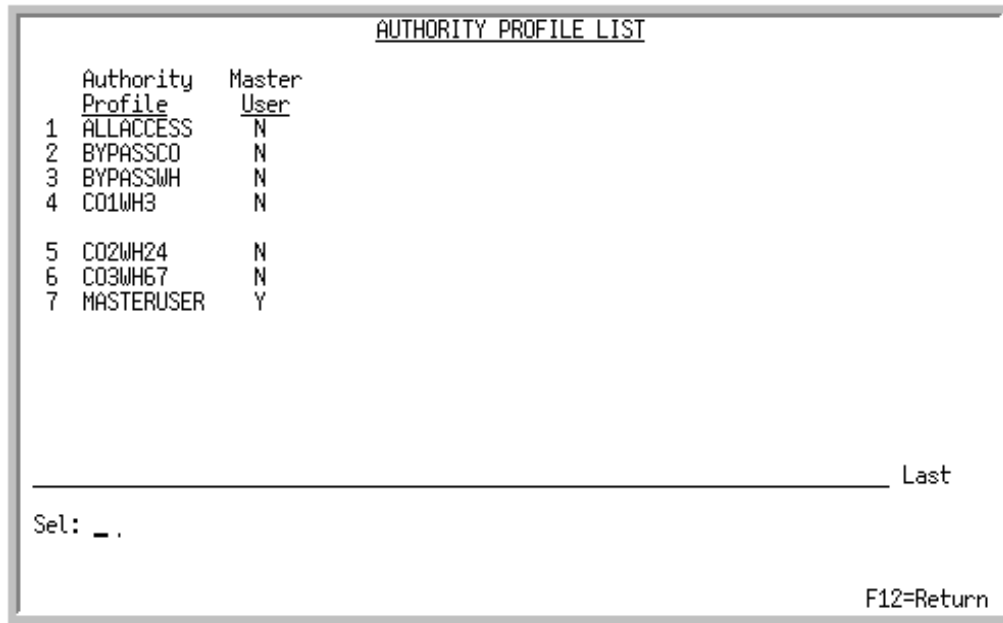 AUTHORITY PROFILE LIST
Authority Master
Profile User
1 ALLACCESS N
2 BYPASSCO N
3 BYPASSWH N
4 CO1WH3 N
5 CO2WH24 N
6 CO3WH67 N
7 MASTERUSER Y
Last
Sel: _ .
F12=Return